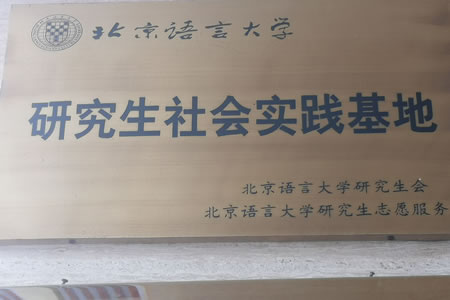 北京语言大学
研究生社会实践基地
北京语言大学研究生会
北京语言大学研究生志愿服务